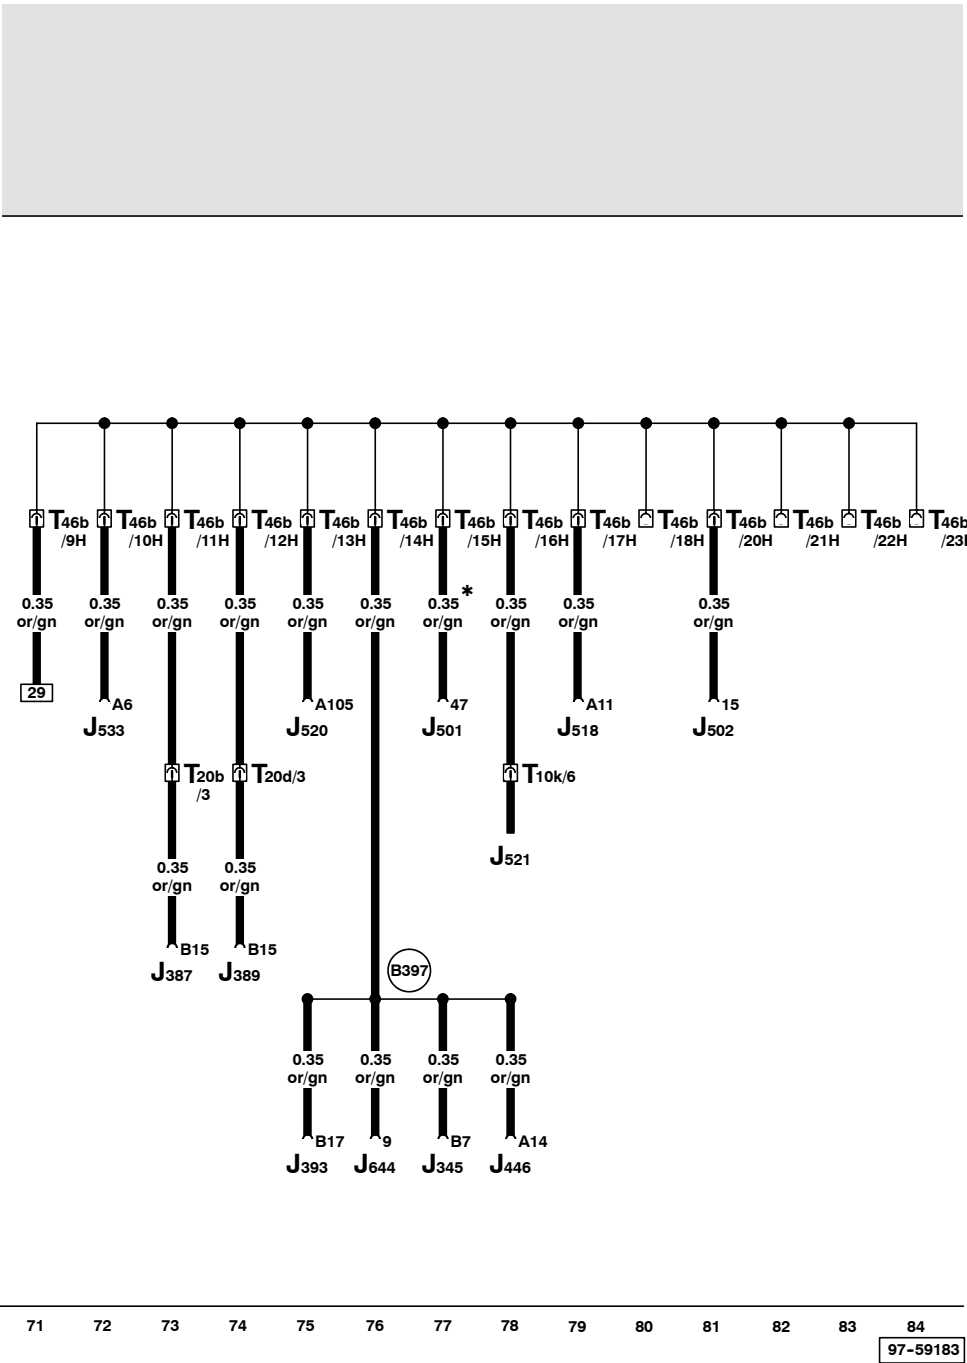 T46b T46b T46b T46b T46b T46b T46b T46b T46b T46b T46b T46b T46b T46b
/9H /10H /11H /12H /13H /14H /15H /16H /17H /18H /20H /21H /22H /23H
*
0.35 0.35 0.35 0.35 0.35 0.35 0.35 0.35 0.35 0.35
or/gn or/gn or/gn or/gn or/gn or/gn or/gn or/gn or/gn or/gn
29 A6 A105 47 A11 15
J533 J520 J501 J518 J502
T20b T20d/3 T10k/6
/3
J521
0.35 0.35
or/gn or/gn
B15 B15
J387 J389
B397
0.35 0.35 0.35 0.35
or/gn or/gn or/gn or/gn
B17 9 B7 A14
J393 J644 J345 J446
71 72 73 74 75 76 77 78 79 80 81 82 83 84
97-59183